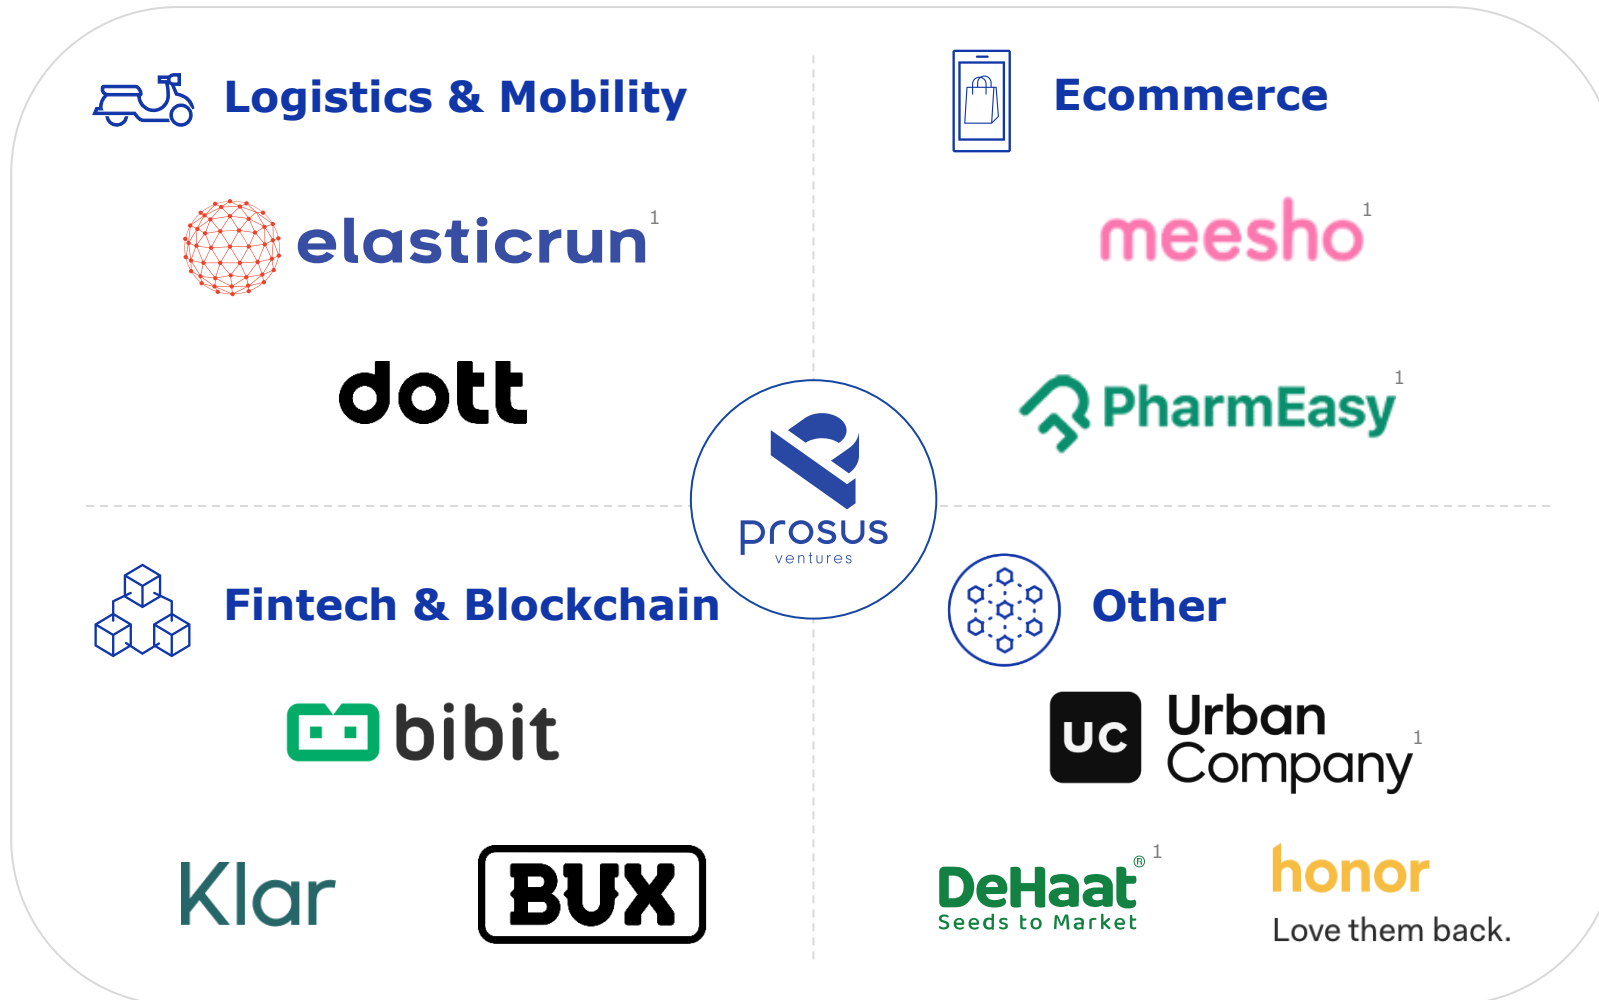 Logistics & Mobility
elasticrun 1
dott
Ecommerce
meesho 1
PharmEasy 1
prosus
ventures
Fintech & Blockchain
bibit
Klar
BUX
Other
UC
Urban
Company 1
DeHaat® 1
Seeds to Market
honor
Love them back.